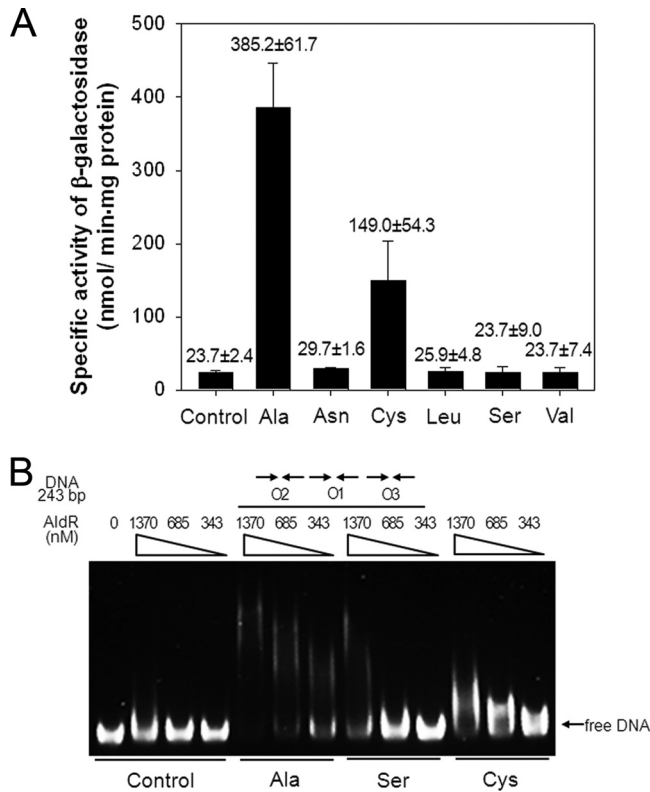 A
Specific activity of β-galactosidase
(nmol/ min·mg protein)
500
400
300
200
100
0
23.7±2.4
385.2±61.7
29.7±1.6
149.0±54.3
25.9±4.8
23.7±9.0
23.7±7.4
Control Ala Asn Cys Leu Ser Val
B
DNA
243 bp
O2 O1 O3
AldR
(nM)
0 1370 685 343 1370 685 343 1370 685 343 1370 685 343
free DNA
Control Ala Ser Cys